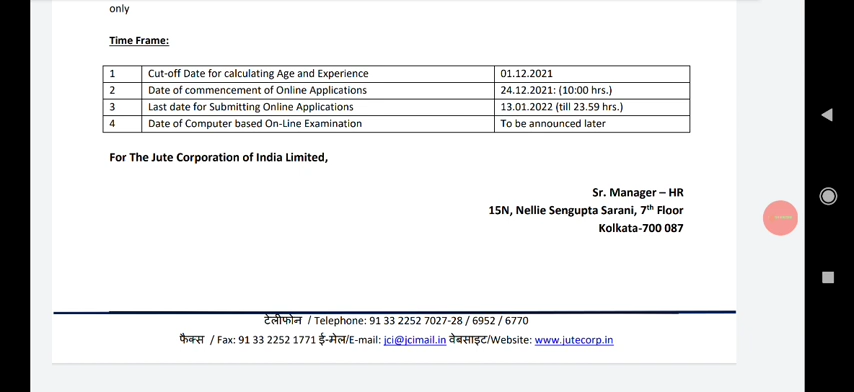 only
Time Frame:
1 Cut-off Date for calculating Age and Experience 01.12.2021
2 Date of commencement of Online Applications 24.12.2021: (10:00 hrs.)
3 Last date for Submitting Online Applications 13.01.2022 (till 23.59 hrs.)
4 Date of Computer based On-Line Examination To be announced later
For The Jute Corporation of India Limited,
Sr. Manager – HR
15N, Nellie Sengupta Sarani, 7th Floor
Kolkata-700 087
टेलीफोन / Telephone: 91 33 2252 7027-28 / 6952 / 6770
फैक्स / Fax: 91 33 2252 1771 ई-मेल/E-mail: jci@jcimail.in वेबसाइट/Website: www.jutecorp.in